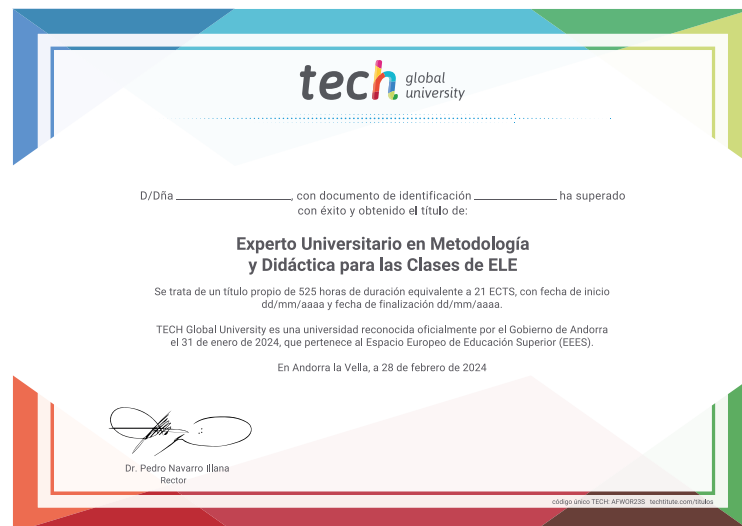 tech global
university
D/Dña ____________________, con documento de identificación ______________ ha superado
con éxito y obtenido el título de:
Experto Universitario en Metodología
y Didáctica para las Clases de ELE
Se trata de un título propio de 525 horas de duración equivalente a 21 ECTS, con fecha de inicio
dd/mm/aaaa y fecha de finalización dd/mm/aaaa.
TECH Global University es una universidad reconocida oficialmente por el Gobierno de Andorra
el 31 de enero de 2024, que pertenece al Espacio Europeo de Educación Superior (EEES).
En Andorra la Vella, a 28 de febrero de 2024
Dr. Pedro Navarro Illana
Rector
código único TECH: AFWOR23S techtitute.com/titulos